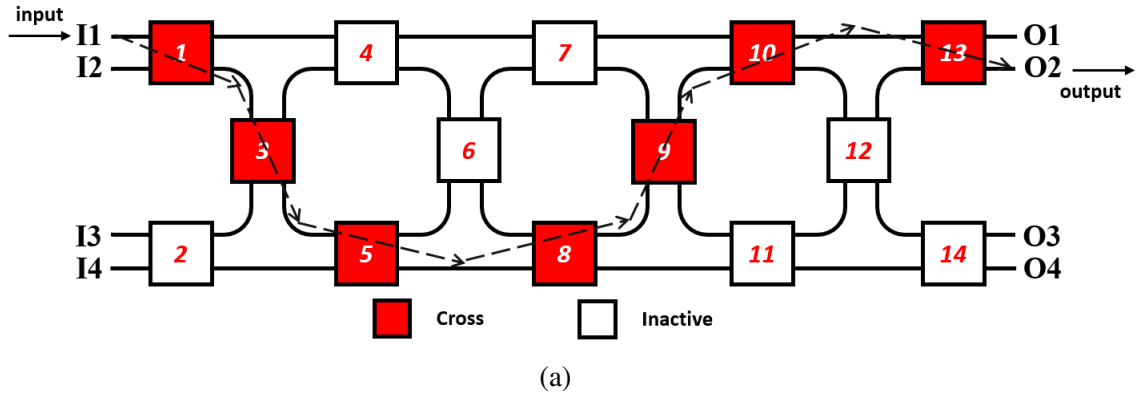 input
I1 1 4 7 10 13 O1
I2 O2
output
3 6 9 12
I3 O3
2 5 8 11 14
I4 O4
Cross Inactive
(a)